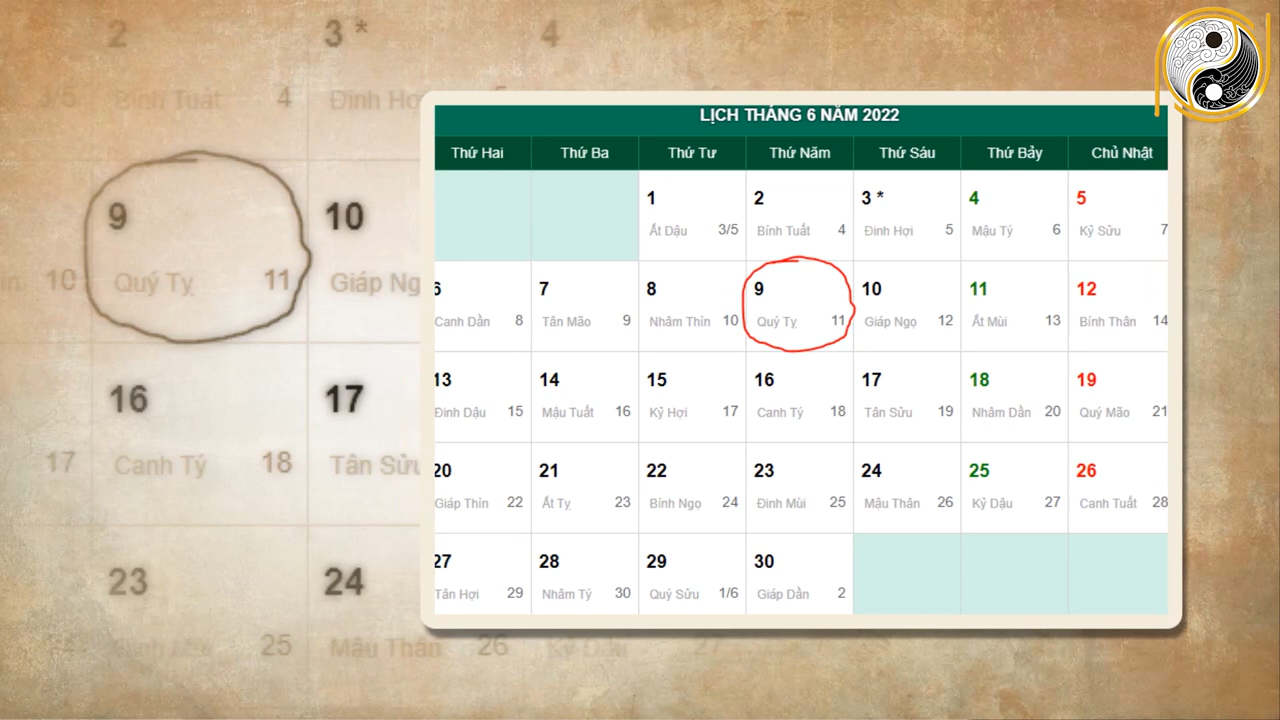 2 3 * 4
3/5 Bính Tuất 4 Đinh Hợ 5
9 10
10 Quý Tỵ 11 Giáp Ngọ
16 17
17 Canh Tý 18 Tân Sửu
23 24
25 Mậu Thân 26 Kỷ Dậu 27
LỊCH THÁNG 6 NĂM 2022
Thứ Hai Thứ Ba Thứ Tư Thứ Năm Thứ Sáu Thứ Bảy Chủ Nhật
1 2 3 * 4 5
Ất Dậu 3/5 Bính Tuất 4 Đinh Hợi 5 Mậu Tý 6 Kỷ Sửu 7
6 7 8 9 10 11 12
Canh Dần 8 Tân Mão 9 Nhâm Thìn 10 Quý Tỵ 11 Giáp Ngọ 12 Ất Mùi 13 Bính Thân 14
13 14 15 16 17 18 19
Đinh Dậu 15 Mậu Tuất 16 Kỷ Hợi 17 Canh Tý 18 Tân Sửu 19 Nhâm Dần 20 Quý Mão 21
20 21 22 23 24 25 26
Giáp Thìn 22 Ất Tỵ 23 Bính Ngọ 24 Đinh Mùi 25 Mậu Thân 26 Kỷ Dậu 27 Canh Tuất 28
27 28 29 30
Tân Hợi 29 Nhâm Tý 30 Quý Sửu 1/6 Giáp Dần 2